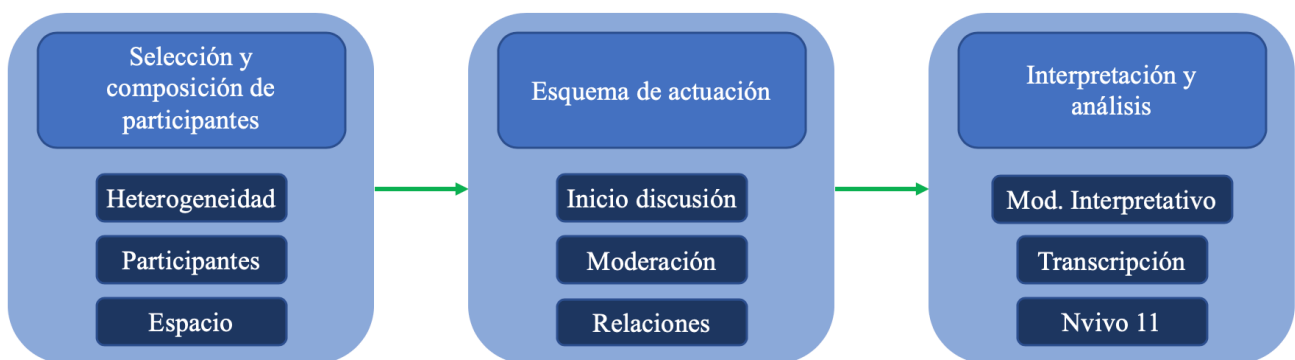 Selección y
composición de
participantes
Heterogeneidad
Participantes
Espacio
Esquema de actuación
Inicio discusión
Moderación
Relaciones
Interpretación y
análisis
Mod. Interpretativo
Transcripción
Nvivo 11